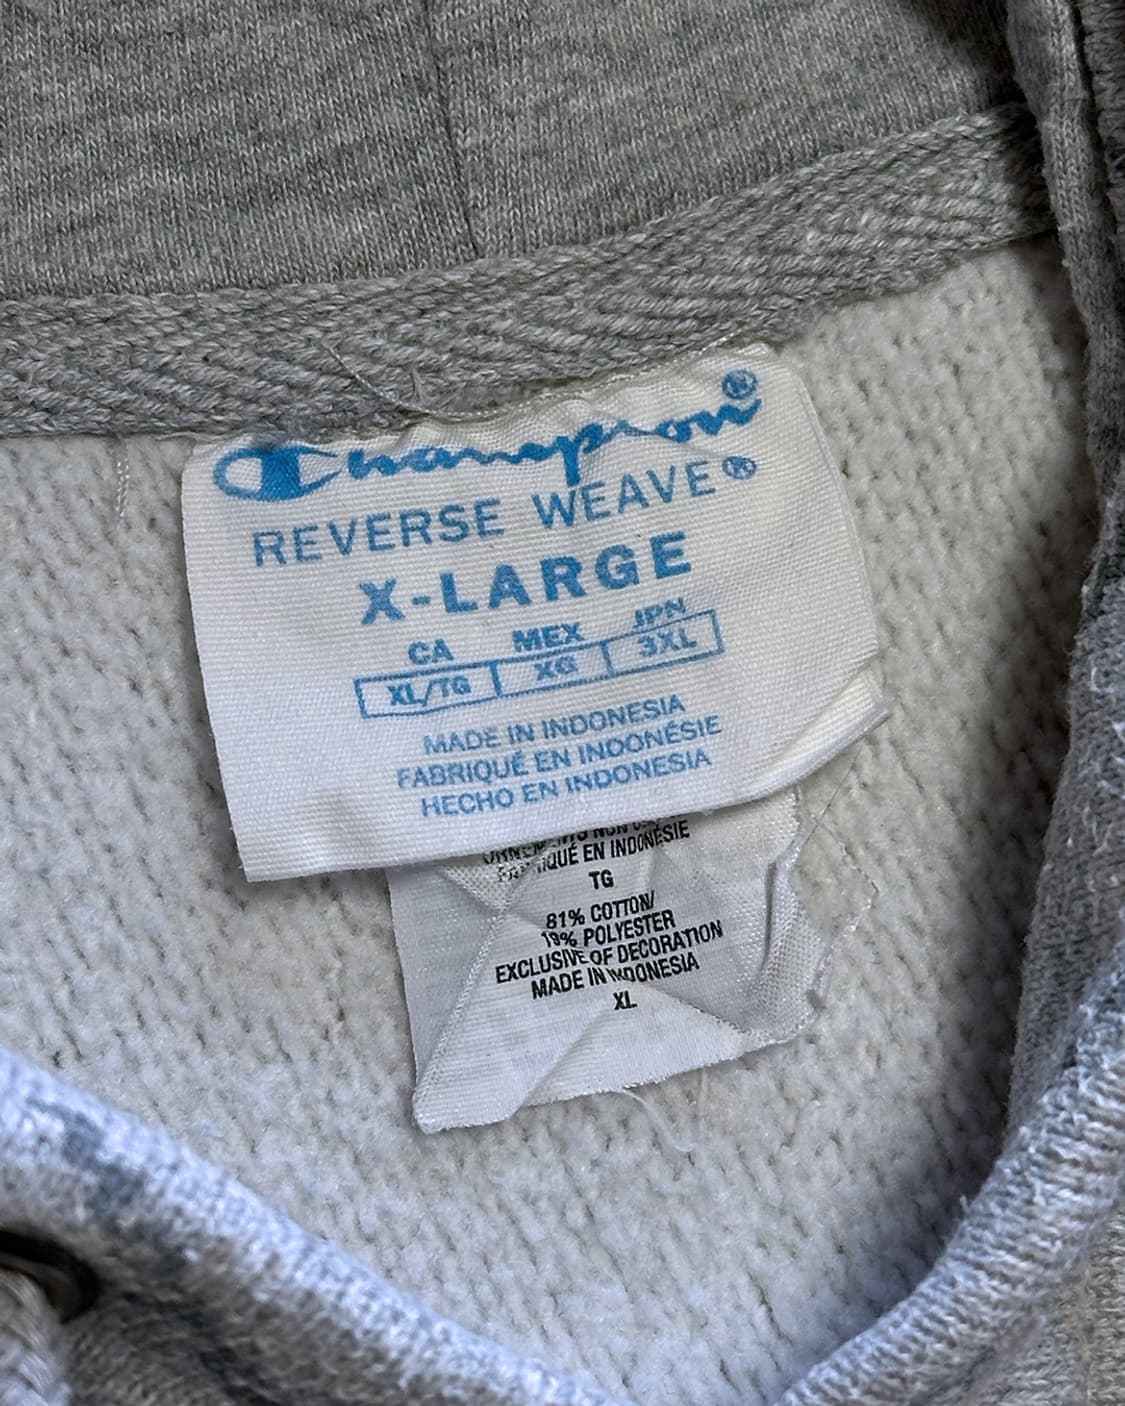 Champion®
REVERSE WEAVE®
X-LARGE
CA MEX JPN
XL/TG XG 3XL
MADE IN INDONESIA
FABRIQUÉ EN INDONÉSIE
HECHO EN INDONESIA
EN INDONÉSIE
TG
81% COTTON/
19% POLYESTER
EXCLUSIVE OF DECORATION
MADE IN INDONESIA
XL